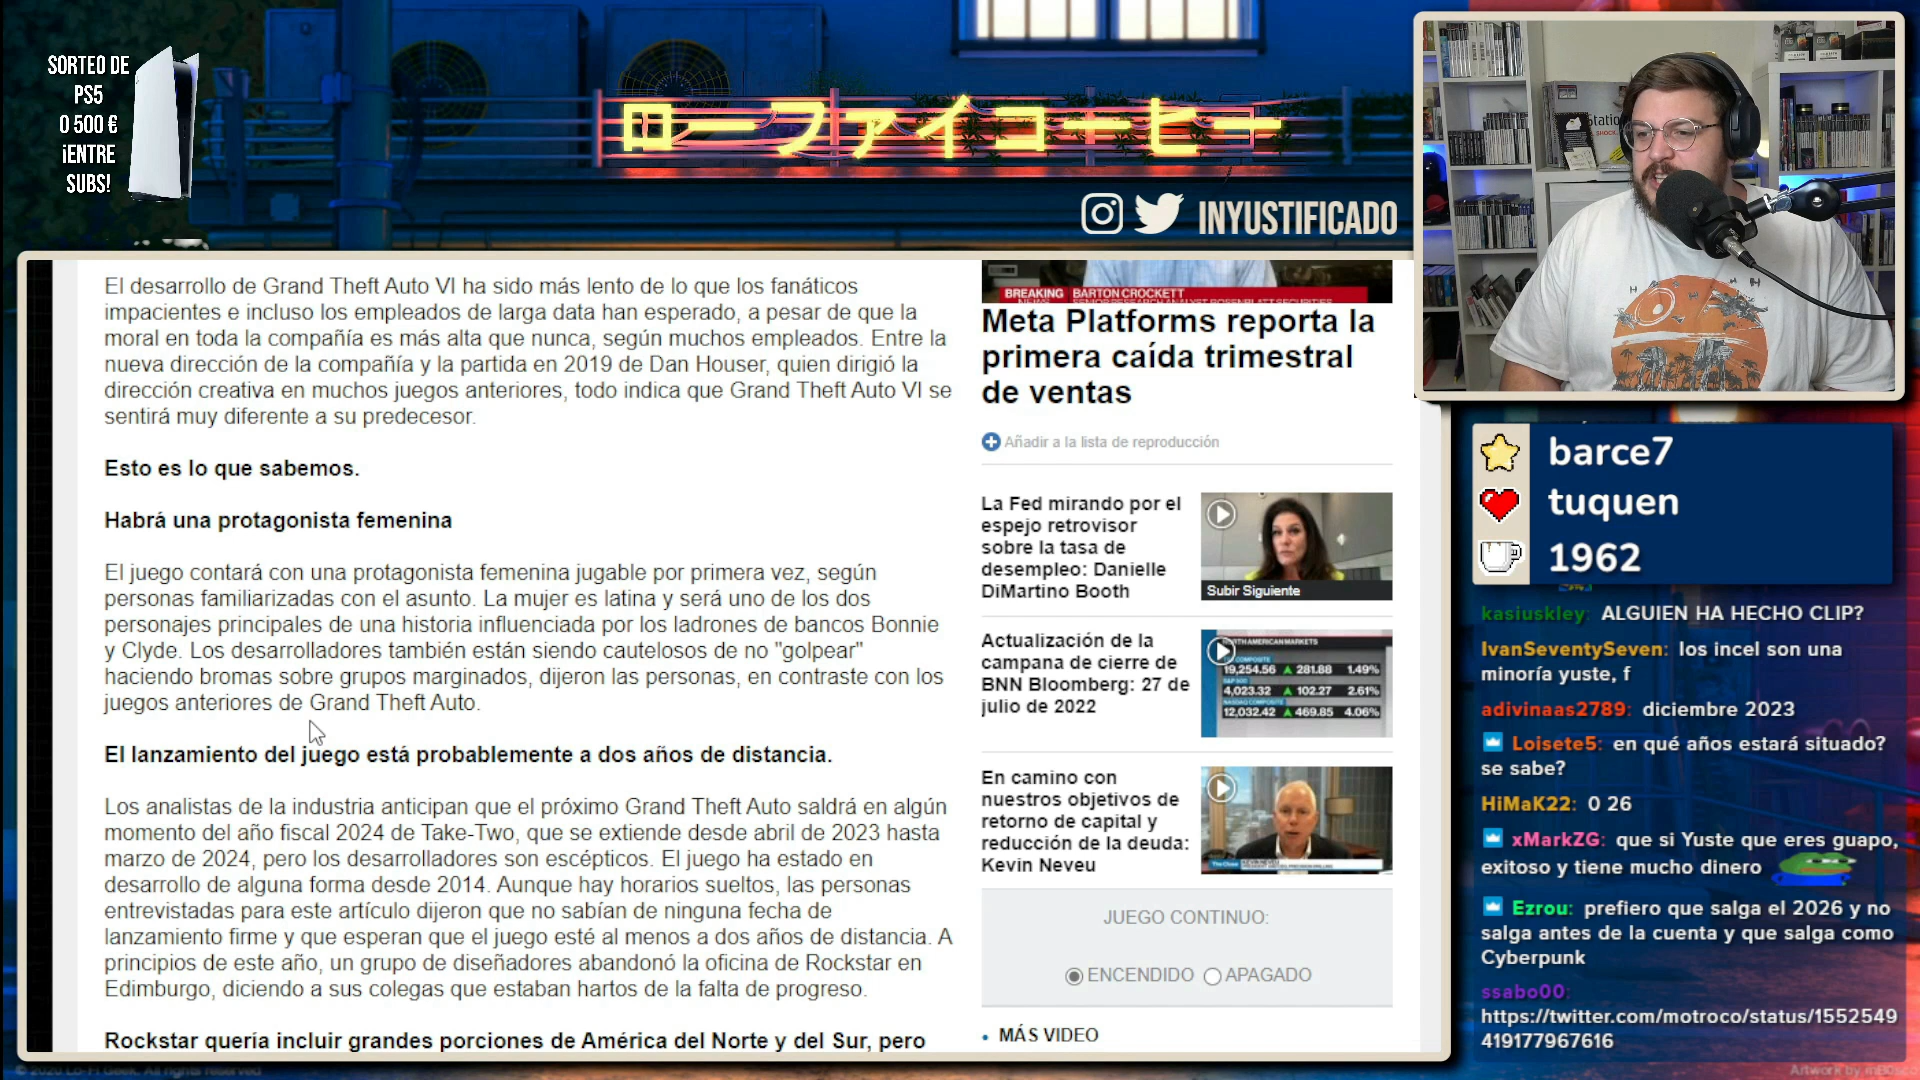 SORTEO DE
PS5
O 500 €
¡ENTRE
SUBS!
ローファイコーヒー
INYUSTIFICADO
El desarrollo de Grand Theft Auto VI ha sido más lento de lo que los fanáticos
impacientes e incluso los empleados de larga data han esperado, a pesar de que la
moral en toda la compañía es más alta que nunca, según muchos empleados. Entre la
nueva dirección de la compañía y la partida en 2019 de Dan Houser, quien dirigió la
dirección creativa en muchos juegos anteriores, todo indica que Grand Theft Auto VI se
sentirá muy diferente a su predecesor.
Esto es lo que sabemos.
Habrá una protagonista femenina
El juego contará con una protagonista femenina jugable por primera vez, según
personas familiarizadas con el asunto. La mujer es latina y será uno de los dos
personajes principales de una historia influenciada por los ladrones de bancos Bonnie
y Clyde. Los desarrolladores también están siendo cautelosos de no "golpear"
haciendo bromas sobre grupos marginados, dijeron las personas, en contraste con los
juegos anteriores de Grand Theft Auto.
El lanzamiento del juego está probablemente a dos años de distancia.
Los analistas de la industria anticipan que el próximo Grand Theft Auto saldrá en algún
momento del año fiscal 2024 de Take-Two, que se extiende desde abril de 2023 hasta
marzo de 2024, pero los desarrolladores son escépticos. El juego ha estado en
desarrollo de alguna forma desde 2014. Aunque hay horarios sueltos, las personas
entrevistadas para este artículo dijeron que no sabían de ninguna fecha de
lanzamiento firme y que esperan que el juego esté al menos a dos años de distancia. A
principios de este año, un grupo de diseñadores abandonó la oficina de Rockstar en
Edimburgo, diciendo a sus colegas que estaban hartos de la falta de progreso.
Rockstar quería incluir grandes porciones de América del Norte y del Sur, pero
BREAKING BARTON CROCKETT
NEWS SENIOR RESEARCH ANALYST ROSENBLATT SECURITIES
Meta Platforms reporta la
primera caída trimestral
de ventas
Añadir a la lista de reproducción
La Fed mirando por el
espejo retrovisor
sobre la tasa de
desempleo: Danielle
DiMartino Booth
Subir Siguiente
Actualización de la
campana de cierre de
BNN Bloomberg: 27 de
julio de 2022
NORTH AMERICAN MARKETS
19,254.56 281.88 1.49%
4,023.32 102.27 2.61%
12,032.42 469.85 4.06%
En camino con
nuestros objetivos de
retorno de capital y
reducción de la deuda:
Kevin Neveu
JUEGO CONTINUO:
ENCENDIDO APAGADO
• MÁS VIDEO
barce7
tuquen
1962
kasiuskley: ALGUIEN HA HECHO CLIP?
IvanSeventySeven: los incel son una
minoría yuste, f
adivinaas2789: diciembre 2023
Loisete5: en qué años estará situado?
se sabe?
HiMaK22: 0 26
xMarkZG: que si Yuste que eres guapo,
exitoso y tiene mucho dinero
Ezrou: prefiero que salga el 2026 y no
salga antes de la cuenta y que salga como
Cyberpunk
ssabo00:
https://twitter.com/motroco/status/1552549
419177967616
© 2020 Lo-Fi Geek. All rights reserved